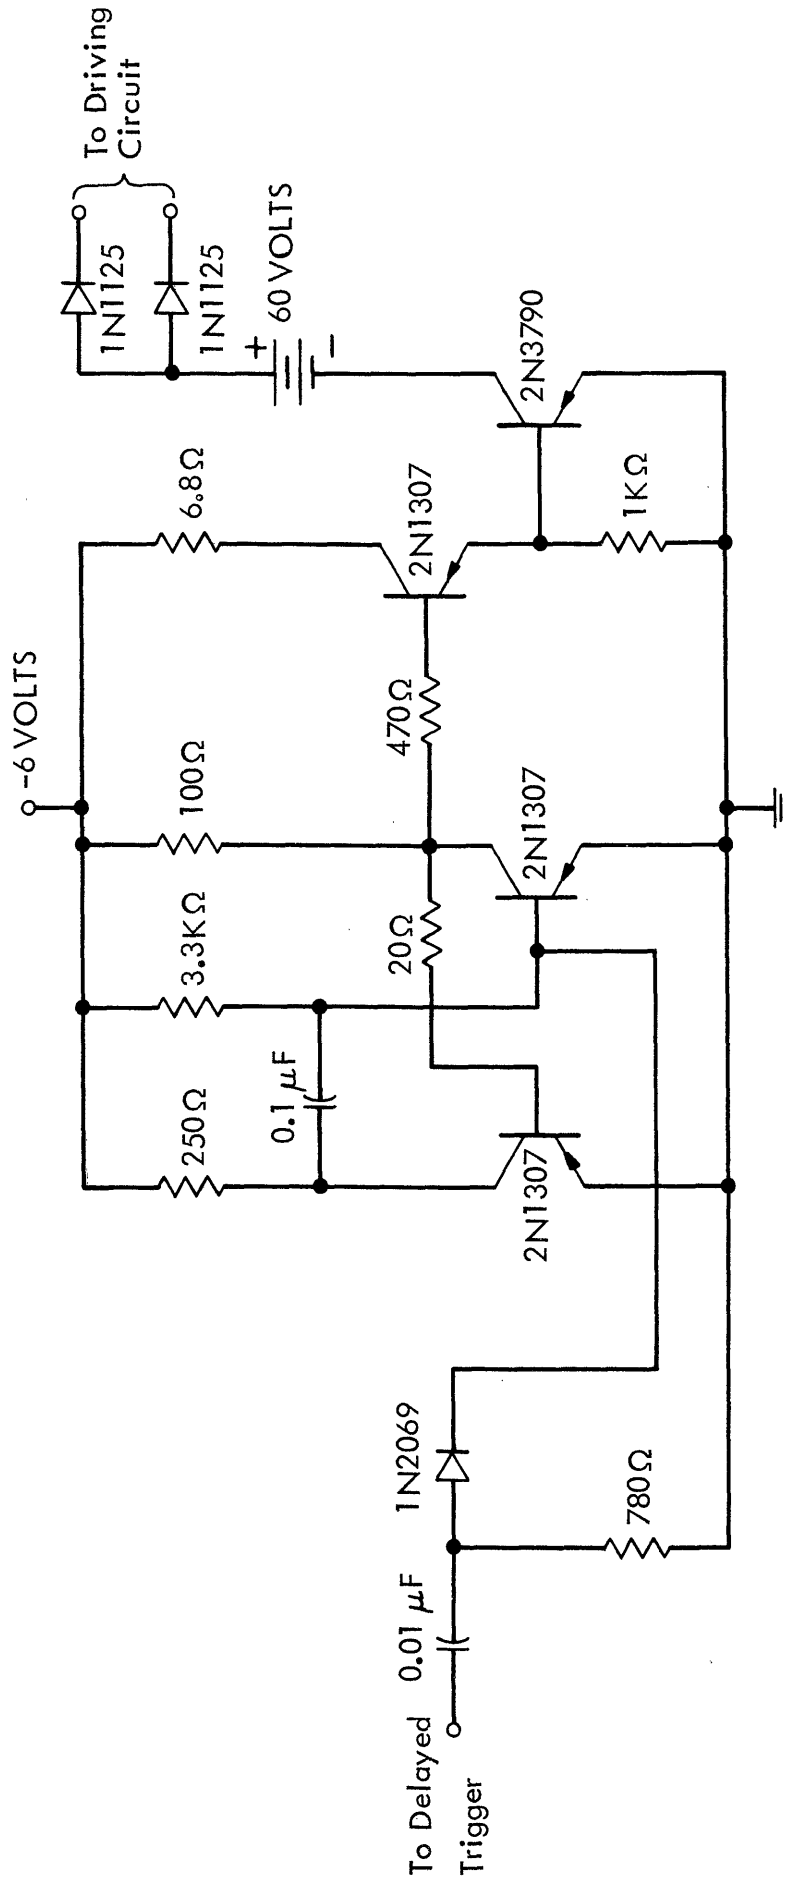 To Delayed
Trigger
0.01 μF
1N2069
780Ω
250Ω
0.1 μF
2N1307
3.3KΩ
20Ω
100Ω
2N1307
-6 VOLTS
470Ω
6.8Ω
2N1307
1KΩ
2N3790
+
60 VOLTS
-
1N1125
1N1125
To Driving
Circuit